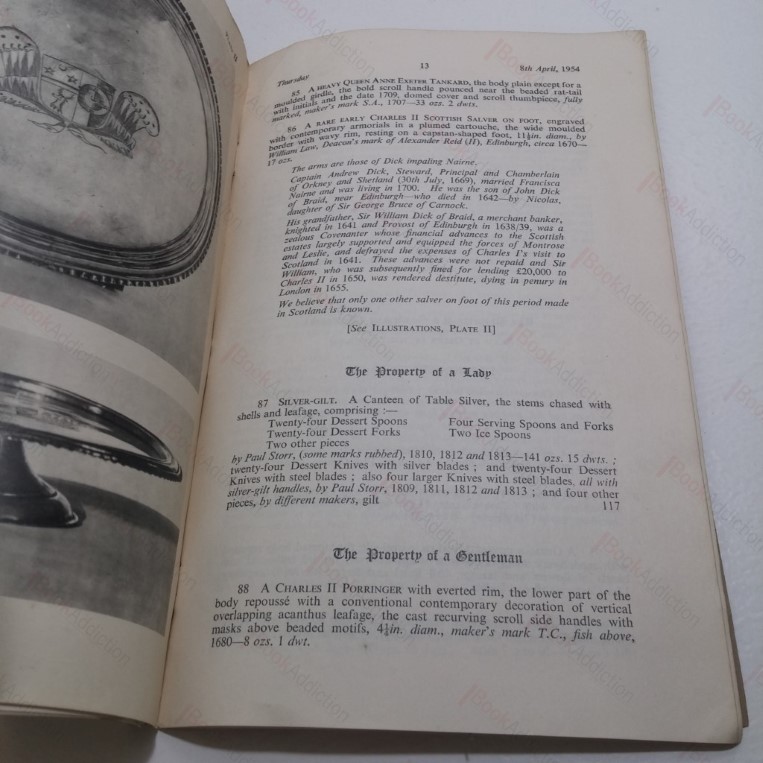 Thursday 13 8th April, 1954
85 A HEAVY QUEEN ANNE EXETER TANKARD, the body plain except for a
moulded girdle, the bold scroll handle pounced near the beaded rat-tail
with initials and the date 1709, domed cover and scroll thumbpiece, fully
marked, maker's mark S.A., 1707—33 ozs. 2 dwts.
86 A RARE EARLY CHARLES II SCOTTISH SALVER ON FOOT, engraved
with contemporary armorials in a plumed cartouche, the wide moulded
border with wavy rim, resting on a capstan-shaped foot, 11½in. diam., by
William Law, Deacon's mark of Alexander Reid (II), Edinburgh, circa 1670—
17 ozs.
The arms are those of Dick impaling Nairne.
Captain Andrew Dick, Steward, Principal and Chamberlain
of Orkney and Shetland (30th July, 1669), married Francisca
Nairne and was living in 1700. He was the son of John Dick
of Braid, near Edinburgh—who died in 1642—by Nicolas,
daughter of Sir George Bruce of Carnock.
His grandfather, Sir William Dick of Braid, a merchant banker,
knighted in 1641 and Provost of Edinburgh in 1638/39, was a
zealous Covenanter whose financial advances to the Scottish
estates largely supported and equipped the forces of Montrose
and Leslie, and defrayed the expenses of Charles I's visit to
Scotland in 1641. These advances were not repaid and Sir
William, who was subsequently fined for lending £20,000 to
Charles II in 1650, was rendered destitute, dying in penury in
London in 1655.
We believe that only one other salver on foot of this period made
in Scotland is known.
[See ILLUSTRATIONS, PLATE II]
The Property of a Lady
87 SILVER-GILT. A Canteen of Table Silver, the stems chased with
shells and leafage, comprising :—
Twenty-four Dessert Spoons Four Serving Spoons and Forks
Twenty-four Dessert Forks Two Ice Spoons
Two other pieces
by Paul Storr, (some marks rubbed), 1810, 1812 and 1813—141 ozs. 15 dwts. ;
twenty-four Dessert Knives with silver blades ; and twenty-four Dessert
Knives with steel blades ; also four larger Knives with steel blades, all with
silver-gilt handles, by Paul Storr, 1809, 1811, 1812 and 1813 ; and four other
pieces, by different makers, gilt 117
The Property of a Gentleman
88 A CHARLES II PORRINGER with everted rim, the lower part of the
body repoussé with a conventional contemporary decoration of vertical
overlapping acanthus leafage, the cast recurving scroll side handles with
masks above beaded motifs, 4¼in. diam., maker's mark T.C., fish above,
1680—8 ozs. 1 dwt.
BookAddiction